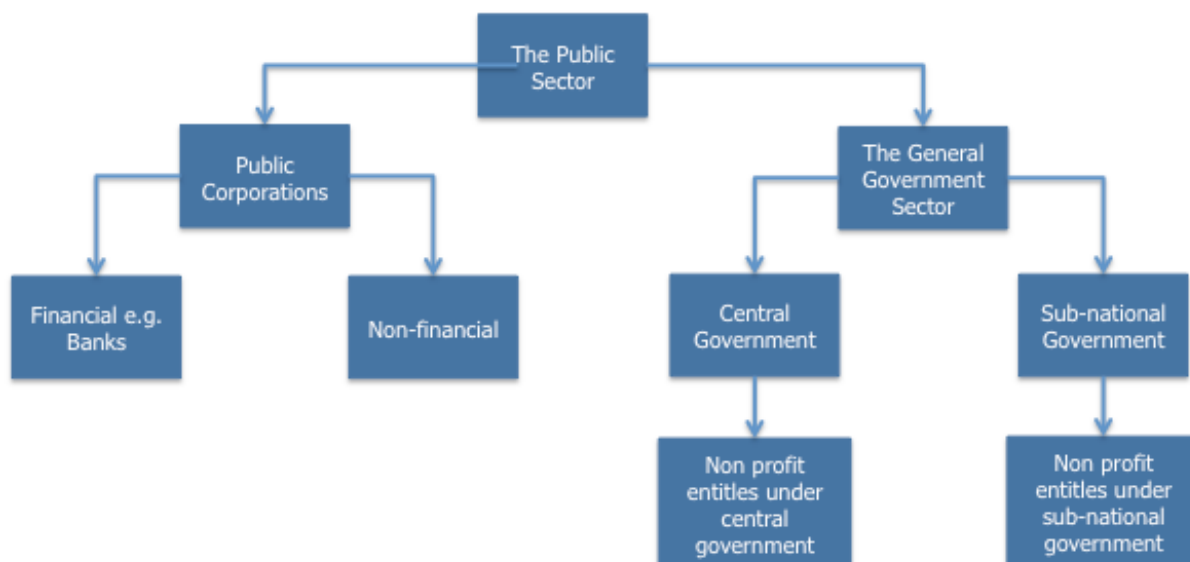 The Public
Sector
Public
Corporations
The General
Government
Sector
Financial e.g.
Banks
Non-financial
Central
Government
Sub-national
Government
Non profit
entitles under
central
government
Non profit
entitles under
sub-national
government